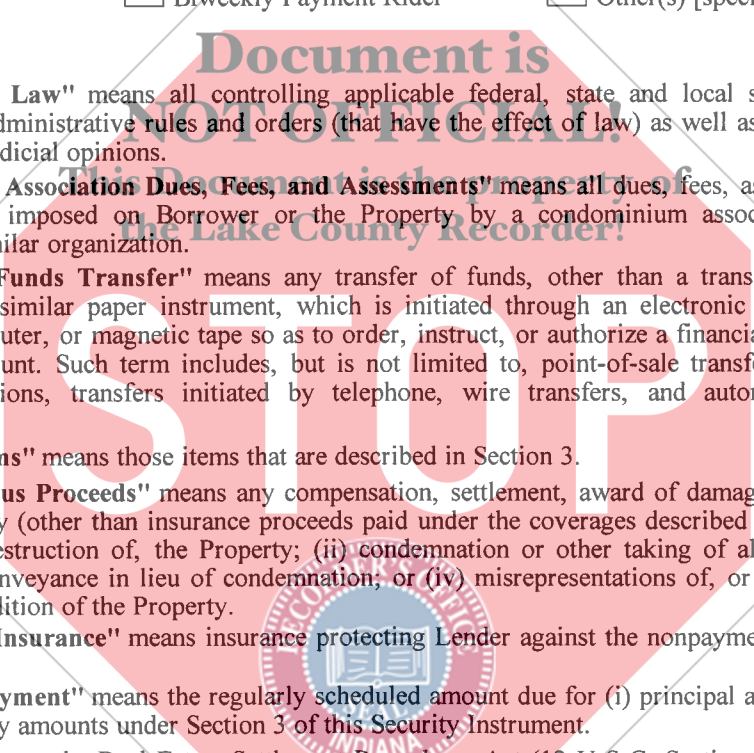 Biweekly Payment Rider Other(s) [spec
Document is
Law" means all controlling applicable federal, state and local s
NOT OFFICIAL!
dministrative rules and orders (that have the effect of law) as well as
dicial opinions.
This Document is the property of
Association Dues, Fees, and Assessments" means all dues, fees, as
imposed on Borrower or the Property by a condominium assoc
the Lake County Recorder!
ilar organization.
Funds Transfer" means any transfer of funds, other than a trans
similar paper instrument, which is initiated through an electronic
uter, or magnetic tape so as to order, instruct, or authorize a financia
unt. Such term includes, but is not limited to, point-of-sale transfe
ions, transfers initiated by telephone, wire transfers, and autom
STOP
ms" means those items that are described in Section 3.
us Proceeds" means any compensation, settlement, award of damag
y (other than insurance proceeds paid under the coverages described
estruction of, the Property; (ii) condemnation or other taking of al
nveyance in lieu of condemnation; or (iv) misrepresentations of, or
dition of the Property.
RECORDER'S OFFICE
Insurance" means insurance protecting Lender against the nonpayme
yment" means the regularly scheduled amount due for (i) principal a
y amounts under Section 3 of this Security Instrument.
SEAL
INDIANA